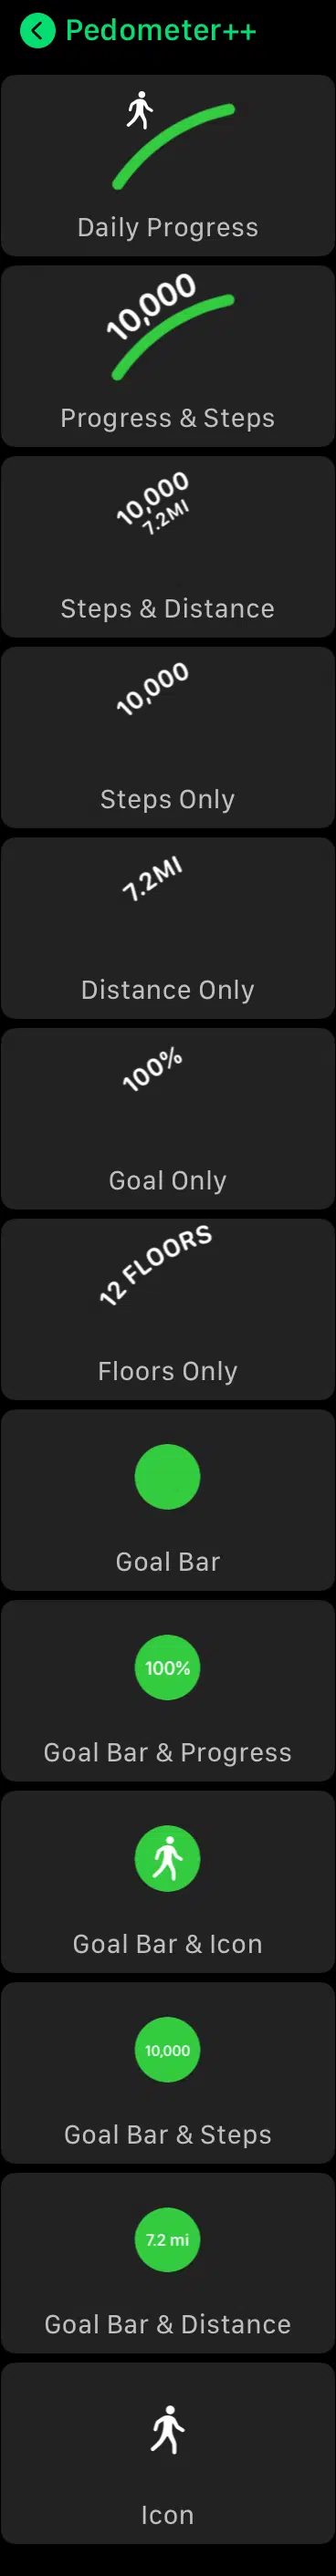 Pedometer++
Daily Progress
10,000
Progress & Steps
10,000
7.2MI
Steps & Distance
10,000
Steps Only
7.2MI
Distance Only
100%
Goal Only
12 FLOORS
Floors Only
Goal Bar
100%
Goal Bar & Progress
Goal Bar & Icon
10,000
Goal Bar & Steps
7.2 mi
Goal Bar & Distance
Icon